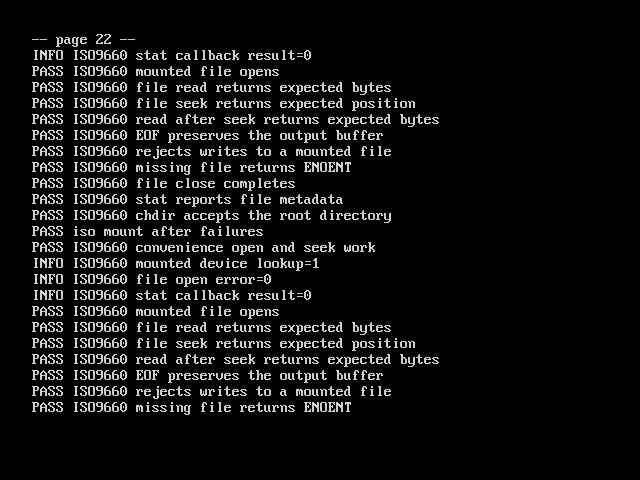 -- page 22 --
INFO ISO9660 stat callback result=0
PASS ISO9660 mounted file opens
PASS ISO9660 file read returns expected bytes
PASS ISO9660 file seek returns expected position
PASS ISO9660 read after seek returns expected bytes
PASS ISO9660 EOF preserves the output buffer
PASS ISO9660 rejects writes to a mounted file
PASS ISO9660 missing file returns ENOENT
PASS ISO9660 file close completes
PASS ISO9660 stat reports file metadata
PASS ISO9660 chdir accepts the root directory
PASS iso mount after failures
PASS ISO9660 convenience open and seek work
INFO ISO9660 mounted device lookup=1
INFO ISO9660 file open error=0
INFO ISO9660 stat callback result=0
PASS ISO9660 mounted file opens
PASS ISO9660 file read returns expected bytes
PASS ISO9660 file seek returns expected position
PASS ISO9660 read after seek returns expected bytes
PASS ISO9660 EOF preserves the output buffer
PASS ISO9660 rejects writes to a mounted file
PASS ISO9660 missing file returns ENOENT